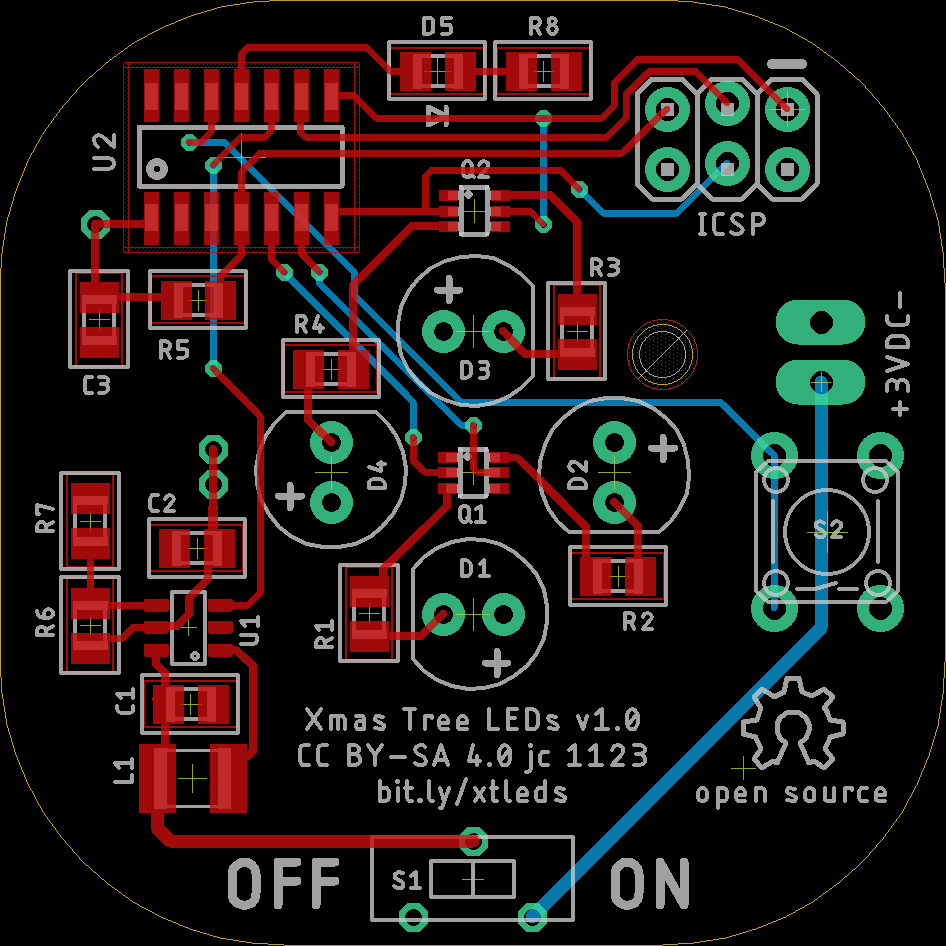 D5
R8
AZ
U2
Q2
ICSP
R3
+3VDC-
R4
R5
D3
C3
D4
D2
C2
R7
Q1
S2
D1
R6
U1
R1
R2
C1
Xmas Tree LEDs v1.0
CC BY-SA 4.0 jc 1123
bit.ly/xtleds
L1
open source
OFF
S1
ON